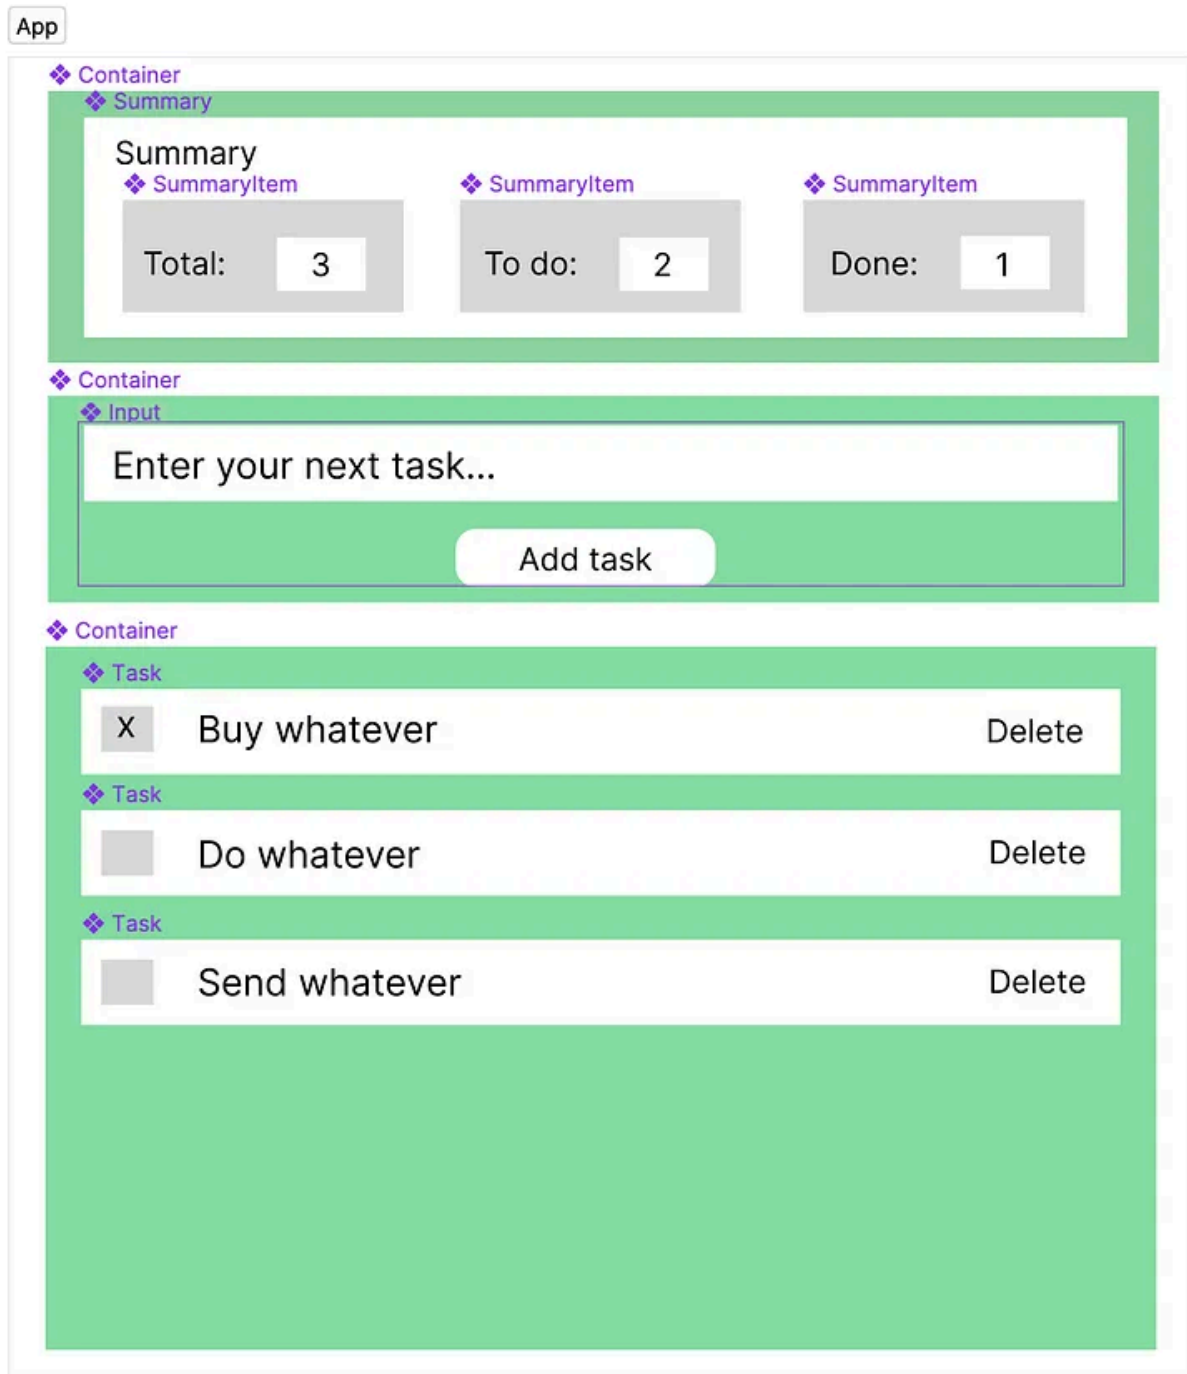 App
Container
Summary
Summary
SummaryItem SummaryItem SummaryItem
Total: 3 To do: 2 Done: 1
Container
Input
Enter your next task...
Add task
Container
Task
X Buy whatever Delete
Task
Do whatever Delete
Task
Send whatever Delete